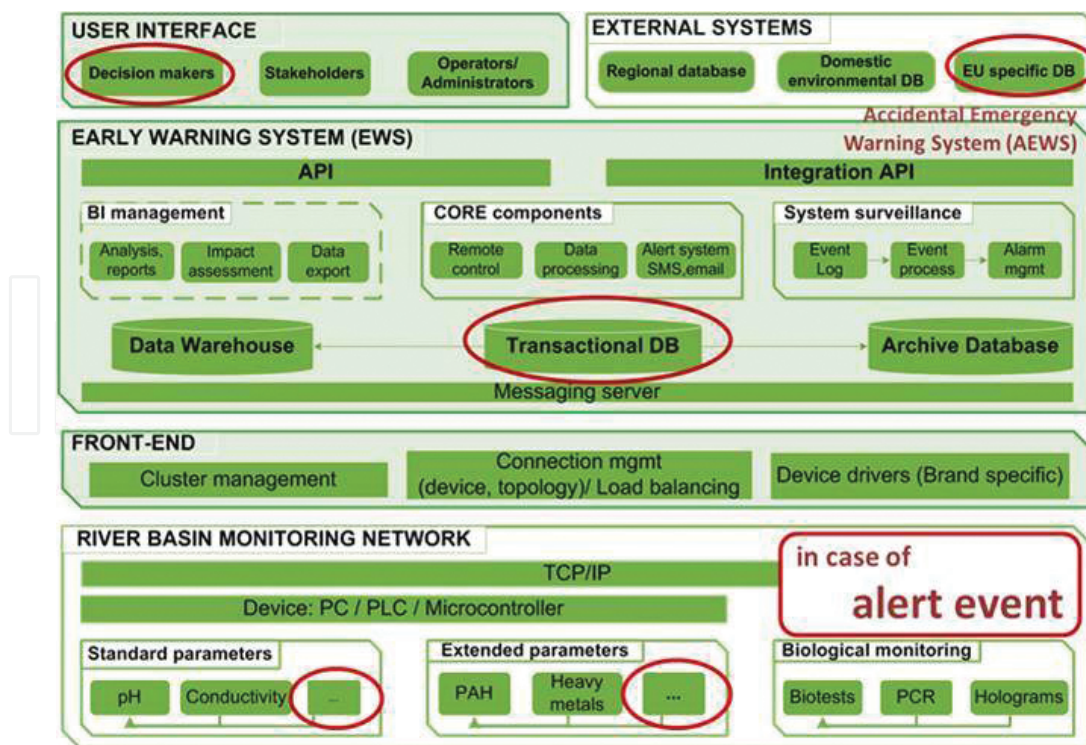 USER INTERFACE
Decision makers
Stakeholders
Operators/
Administrators
EXTERNAL SYSTEMS
Regional database
Domestic
environmental DB
EU specific DB
Accidental Emergency
Warning System (AEWS)
EARLY WARNING SYSTEM (EWS)
API
Integration API
BI management
Analysis,
reports
Impact
assessment
Data
export
CORE components
Remote
control
Data
processing
Alert system
SMS,email
System surveillance
Event
Log
Event
process
Alarm
mgmt
Data Warehouse
Transactional DB
Archive Database
Messaging server
FRONT-END
Cluster management
Connection mgmt
(device, topology)/ Load balancing
Device drivers (Brand specific)
RIVER BASIN MONITORING NETWORK
TCP/IP
in case of
alert event
Device: PC / PLC / Microcontroller
Standard parameters
pH
Conductivity
...
Extended parameters
PAH
Heavy
metals
...
Biological monitoring
Biotests
PCR
Holograms